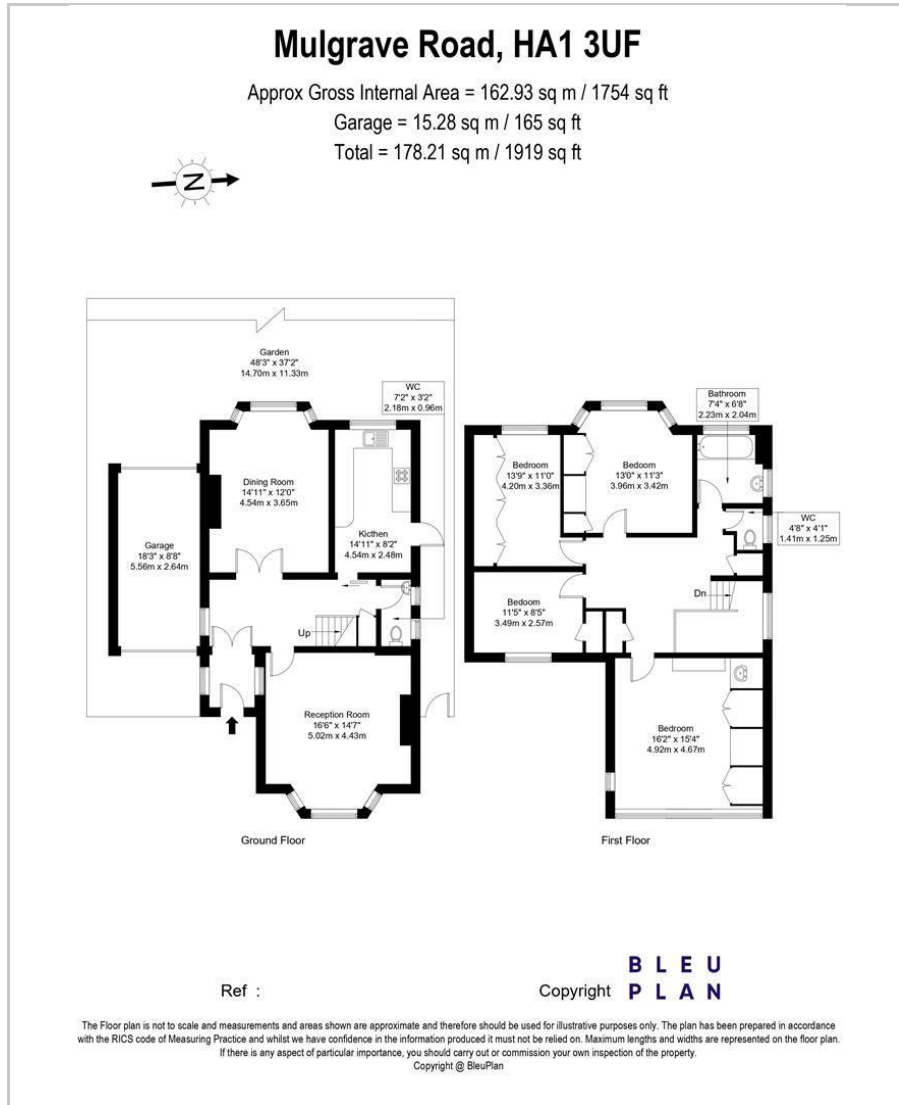 Mulgrave Road, HA1 3UF
Approx Gross Internal Area = 162.93 sq m / 1754 sq ft
Garage = 15.28 sq m / 165 sq ft
Total = 178.21 sq m / 1919 sq ft
N
Garden
48'3" x 37'2"
14.70m x 11.33m
WC
7'2" x 3'2"
2.18m x 0.96m
Dining Room
14'11" x 12'0"
4.54m x 3.65m
Kicthen
14'11" x 8'2"
4.54m x 2.48m
Garage
18'3" x 8'8"
5.56m x 2.64m
Up
Reception Room
16'6" x 14'7"
5.02m x 4.43m
Ground Floor
Bathroom
7'4" x 6'8"
2.23m x 2.04m
Bedroom
13'9" x 11'0"
4.20m x 3.36m
Bedroom
13'0" x 11'3"
3.96m x 3.42m
WC
4'8" x 4'1"
1.41m x 1.25m
Bedroom
11'5" x 8'5"
3.49m x 2.57m
Dn
Bedroom
16'2" x 15'4"
4.92m x 4.67m
First Floor
Ref :
Copyright
BLEU
PLAN
The Floor plan is not to scale and measurements and areas shown are approximate and therefore should be used for illustrative purposes only. The plan has been prepared in accordance
with the RICS code of Measuring Practice and whilst we have confidence in the information produced it must not be relied on. Maximum lengths and widths are represented on the floor plan.
If there is any aspect of particular importance, you should carry out or commission your own inspection of the property.
Copyright @ BleuPlan